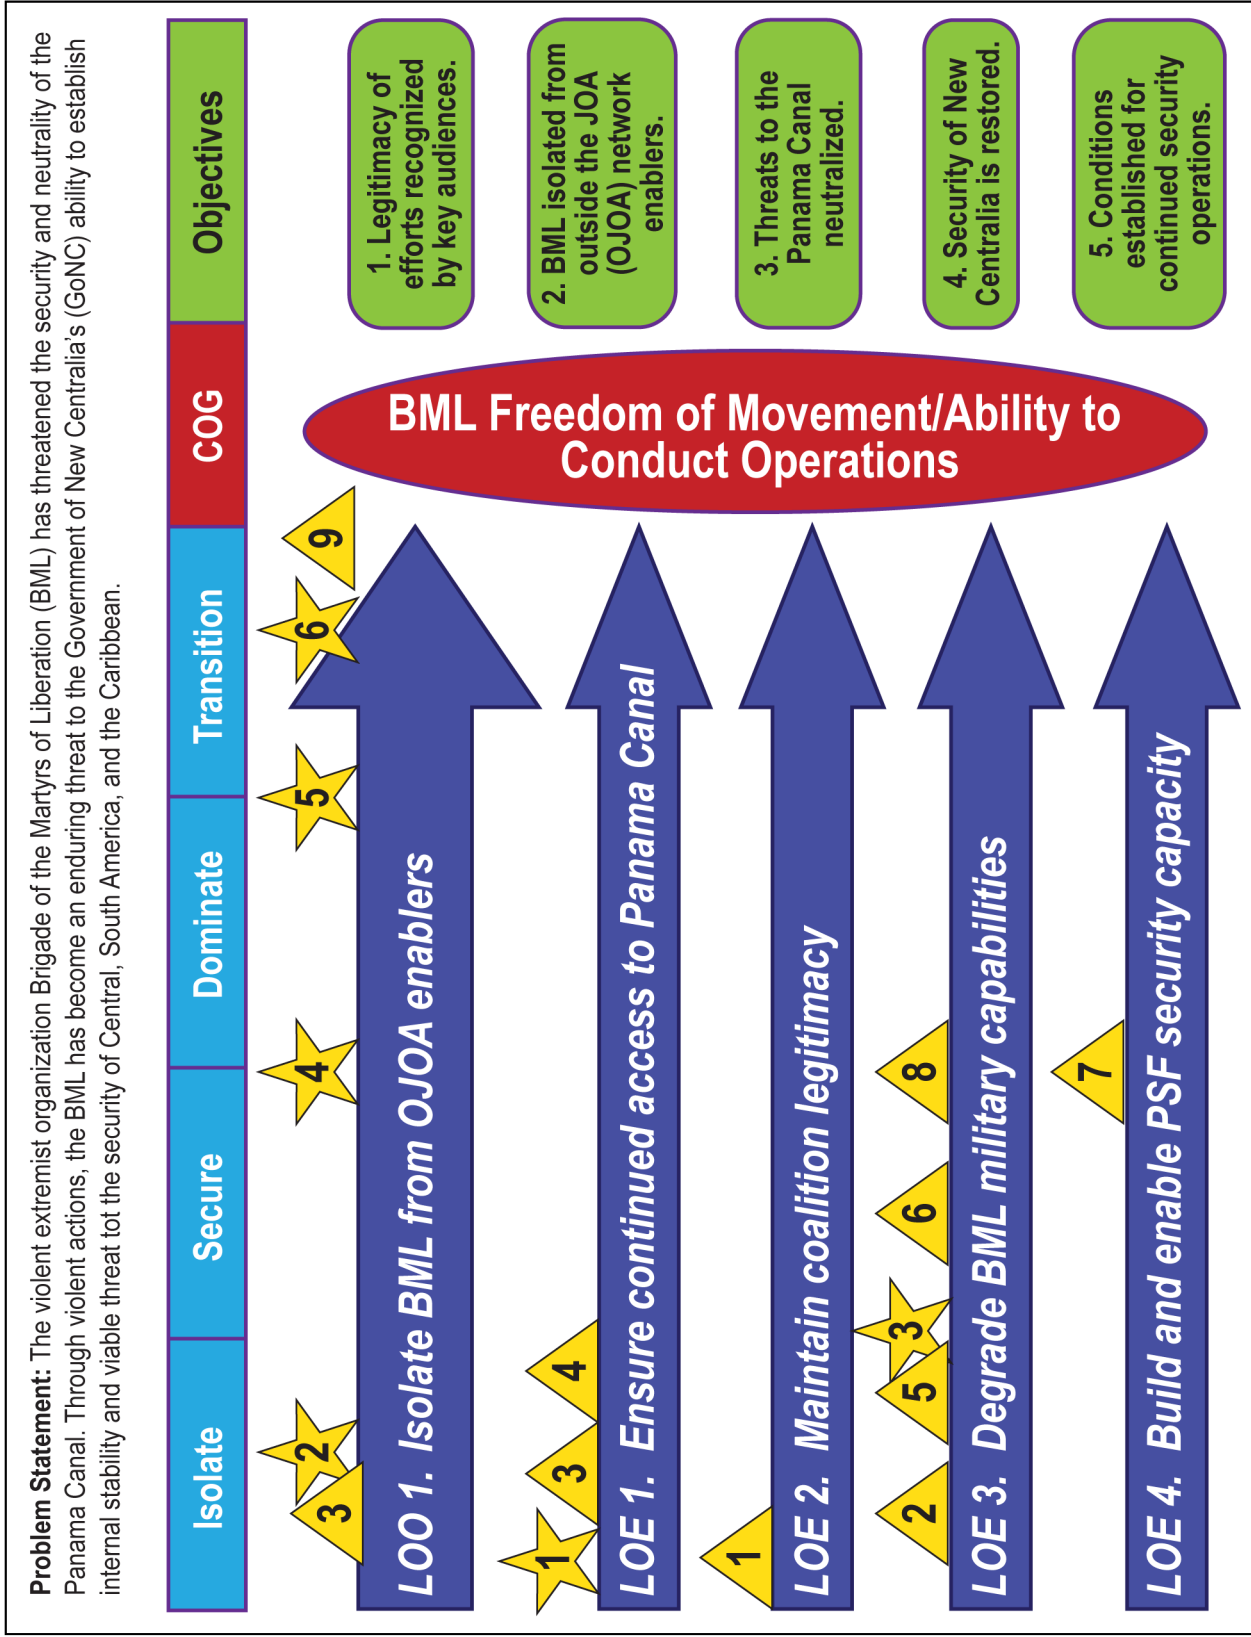 Problem Statement: The violent extremist organization Brigade of the Martyrs of Liberation (BML) has threatened the security and neutrality of the
Panama Canal. Through violent actions, the BML has become an enduring threat to the Government of New Centralia's (GoNC) ability to establish
internal stability and viable threat tot the security of Central, South America, and the Caribbean.
Isolate
Secure
Dominate
Transition
COG
Objectives
3
2
4
5
6
9
LOO 1. Isolate BML from OJOA enablers
1
3
4
LOE 1. Ensure continued access to Panama Canal
1
LOE 2. Maintain coalition legitimacy
2
5
3
6
8
LOE 3. Degrade BML military capabilities
7
LOE 4. Build and enable PSF security capacity
BML Freedom of Movement/Ability to
Conduct Operations
1. Legitimacy of
efforts recognized
by key audiences.
2. BML isolated from
outside the JOA
(OJOA) network
enablers.
3. Threats to the
Panama Canal
neutralized.
4. Security of New
Centralia is restored.
5. Conditions
established for
continued security
operations.